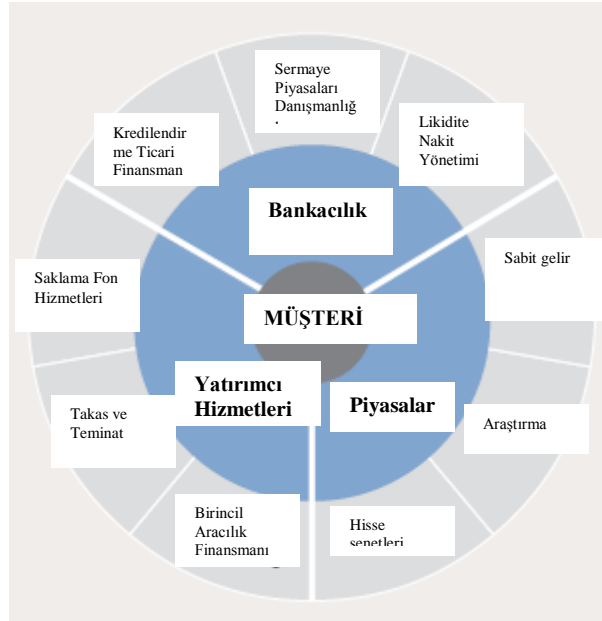 Sermaye
Piyasaları
Danışmanlığ
Likidite
Nakit
Yönetimi
Kredilendir
me Ticari
Finansman
Bankacılık
Sabit gelir
Saklama Fon
Hizmetleri
MÜŞTERİ
Yatırımcı
Hizmetleri
Piyasalar
Takas ve
Teminat
Araştırma
Birincil
Aracılık
Finansmanı
Hisse
senetleri